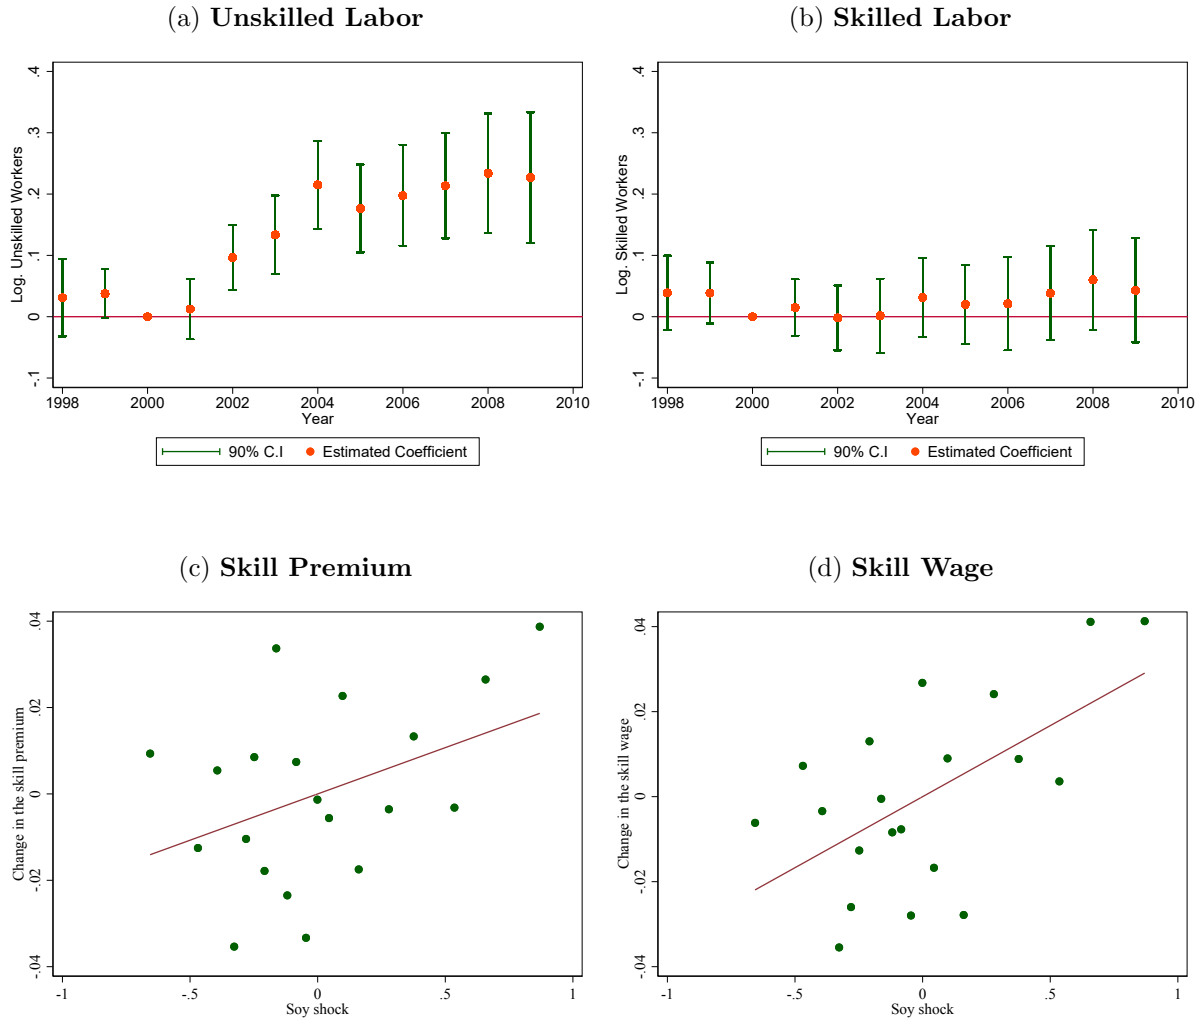 (a) Unskilled Labor
(b) Skilled Labor
Log. Unskilled Workers
.4
.3
.2
.1
0
-.1
1998 2000 2002 2004 2006 2008 2010
Year
90% C.I Estimated Coefficient
Log. Skilled Workers
.4
.3
.2
.1
0
-.1
1998 2000 2002 2004 2006 2008 2010
Year
90% C.I Estimated Coefficient
(c) Skill Premium
(d) Skill Wage
Change in the skill premium
.04
.02
0
-.02
-.04
-1 -.5 0 .5 1
Soy shock
Change in the skill wage
.04
.02
0
-.02
-.04
-1 -.5 0 .5 1
Soy shock